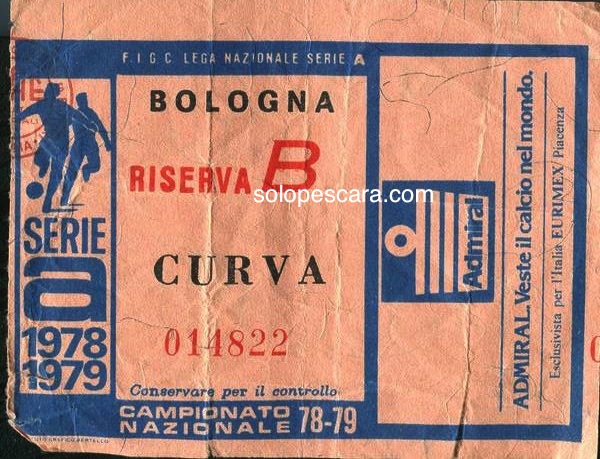 F. I G C LEGA NAZIONALE SERIE A
BOLOGNA
RISERVA B
solopescara.com
CURVA
014822
Conservare per il controllo
CAMPIONATO
NAZIONALE 78-79
SERIE
a
1978
1979
Admiral
ADMIRAL. Veste il calcio nel mondo.
Esclusivista per l'Italia EURIMEX/Piacenza